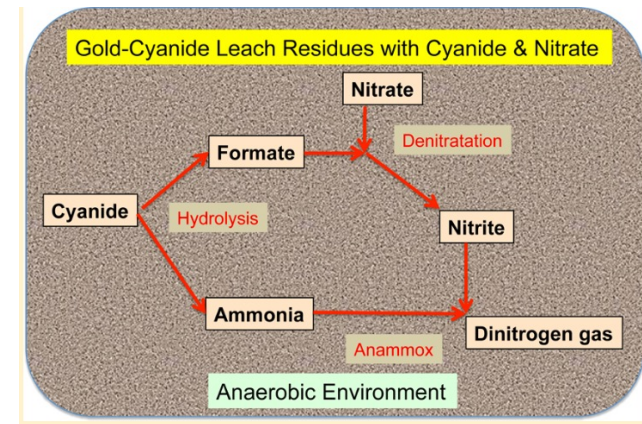 Gold-Cyanide Leach Residues with Cyanide & Nitrate
Nitrate
Denitratation
Formate
Cyanide
Hydrolysis
Nitrite
Ammonia
Dinitrogen gas
Anammox
Anaerobic Environment